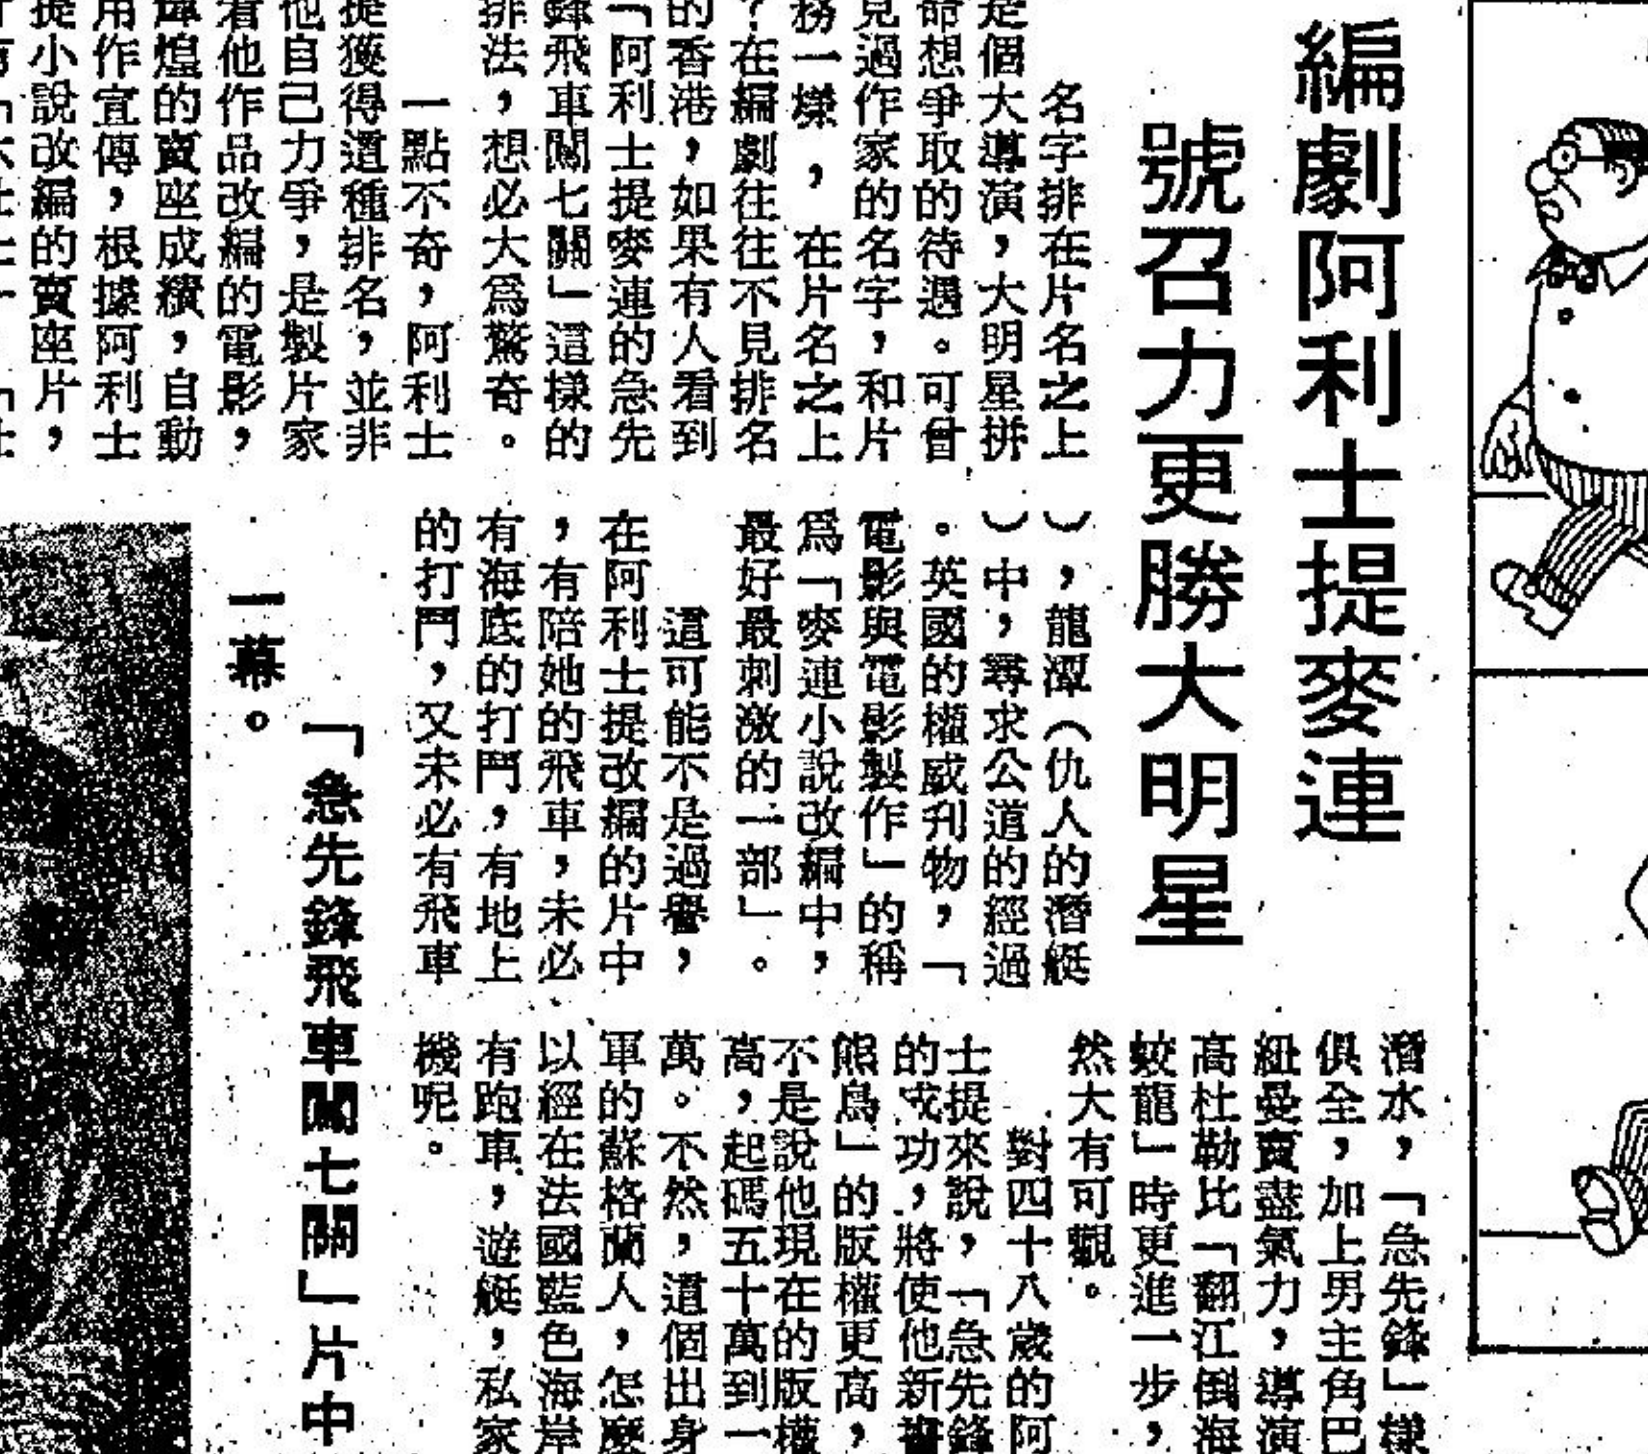 編劇阿利士提麥連
號召力更勝大明星
名字排在片名之上
是個大導演,大明星拼
命想爭取的待遇。可曾
見過作家的名字,和片
務一樣,在片名之上
?在編劇往往不見排名
的香港,如果有人看到
「阿利士提麥連的急先
鋒飛車闖七關」這樣的
排法,想必大爲驚奇。
一點不奇,阿利士
提獲得這種排名,並非
他自己力爭,是製片家
着他作品改編的電影,
輝煌的賣座成績,自動
用作宣傳,根據阿利士
提小說改編的賣座片,
),龍潭(仇人的潛艇
)中,尋求公道的經過
。英國的權威刊物,「
電影與電影製作」的稱
爲「麥連小說改編中,
最好最刺激的一部」。
這可能不是過譽,
在阿利士提改編的片中
,有陪她的飛車,未必
有海底的打鬥,有地上
的打鬥,又未必有飛車
潛水,「急先鋒」樣
俱全,加上男主角巴
紐曼賣盡氣力,導演
高杜勒比「翻江倒海
蛟龍」時更進一步,
然大有可觀。
對四十八歲的阿
士提來說,「急先鋒
的成功,將使他新書
熊島」的版權更高,
不是說他現在的版權
高,起碼五十萬到一
萬。不然,這個出身
軍的蘇格蘭人,怎麼
以經在法國藍色海岸
有跑車,遊艇,私家
機呢。
「急先鋒飛車闖七關」片中
一幕。